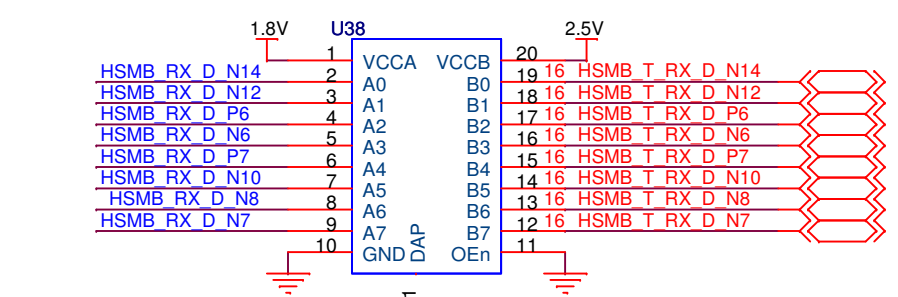 1.8V U38 2.5V
1 VCCA VCCB 20
HSMB_RX_D_N14 2 A0 B0 19 16 HSMB_T_RX_D_N14
HSMB_RX_D_N12 3 A1 B1 18 16 HSMB_T_RX_D_N12
HSMB_RX_D_P6 4 A2 B2 17 16 HSMB_T_RX_D_P6
HSMB_RX_D_N6 5 A3 B3 16 16 HSMB_T_RX_D_N6
HSMB_RX_D_P7 6 A4 B4 15 16 HSMB_T_RX_D_P7
HSMB_RX_D_N10 7 A5 B5 14 16 HSMB_T_RX_D_N10
HSMB_RX_D_N8 8 A6 B6 13 16 HSMB_T_RX_D_N8
HSMB_RX_D_N7 9 A7 B7 12 16 HSMB_T_RX_D_N7
10 GND DAP OEn 11